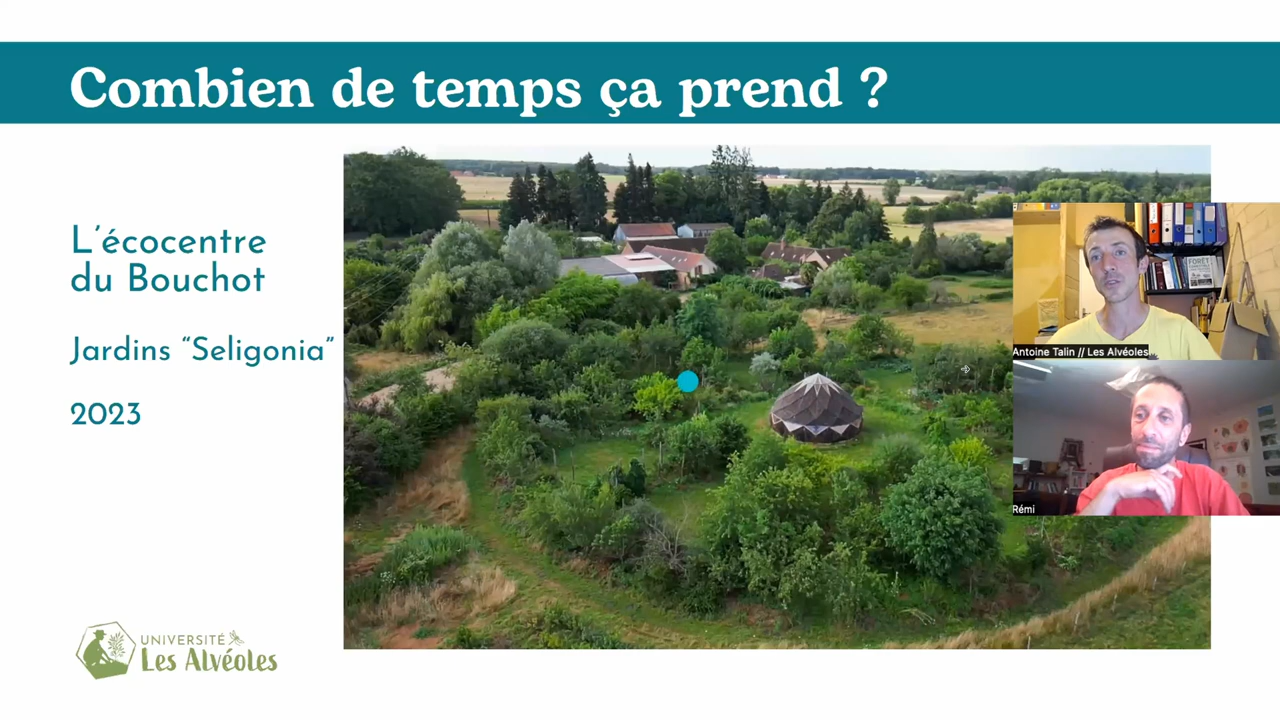 Combien de temps ça prend ?
L'écocentre
du Bouchot
Jardins "Seligonia"
2023
FORÊT
Antoine Talin // Les Alvéoles
Rémi
UNIVERSITÉ
LES ALVÉOLES